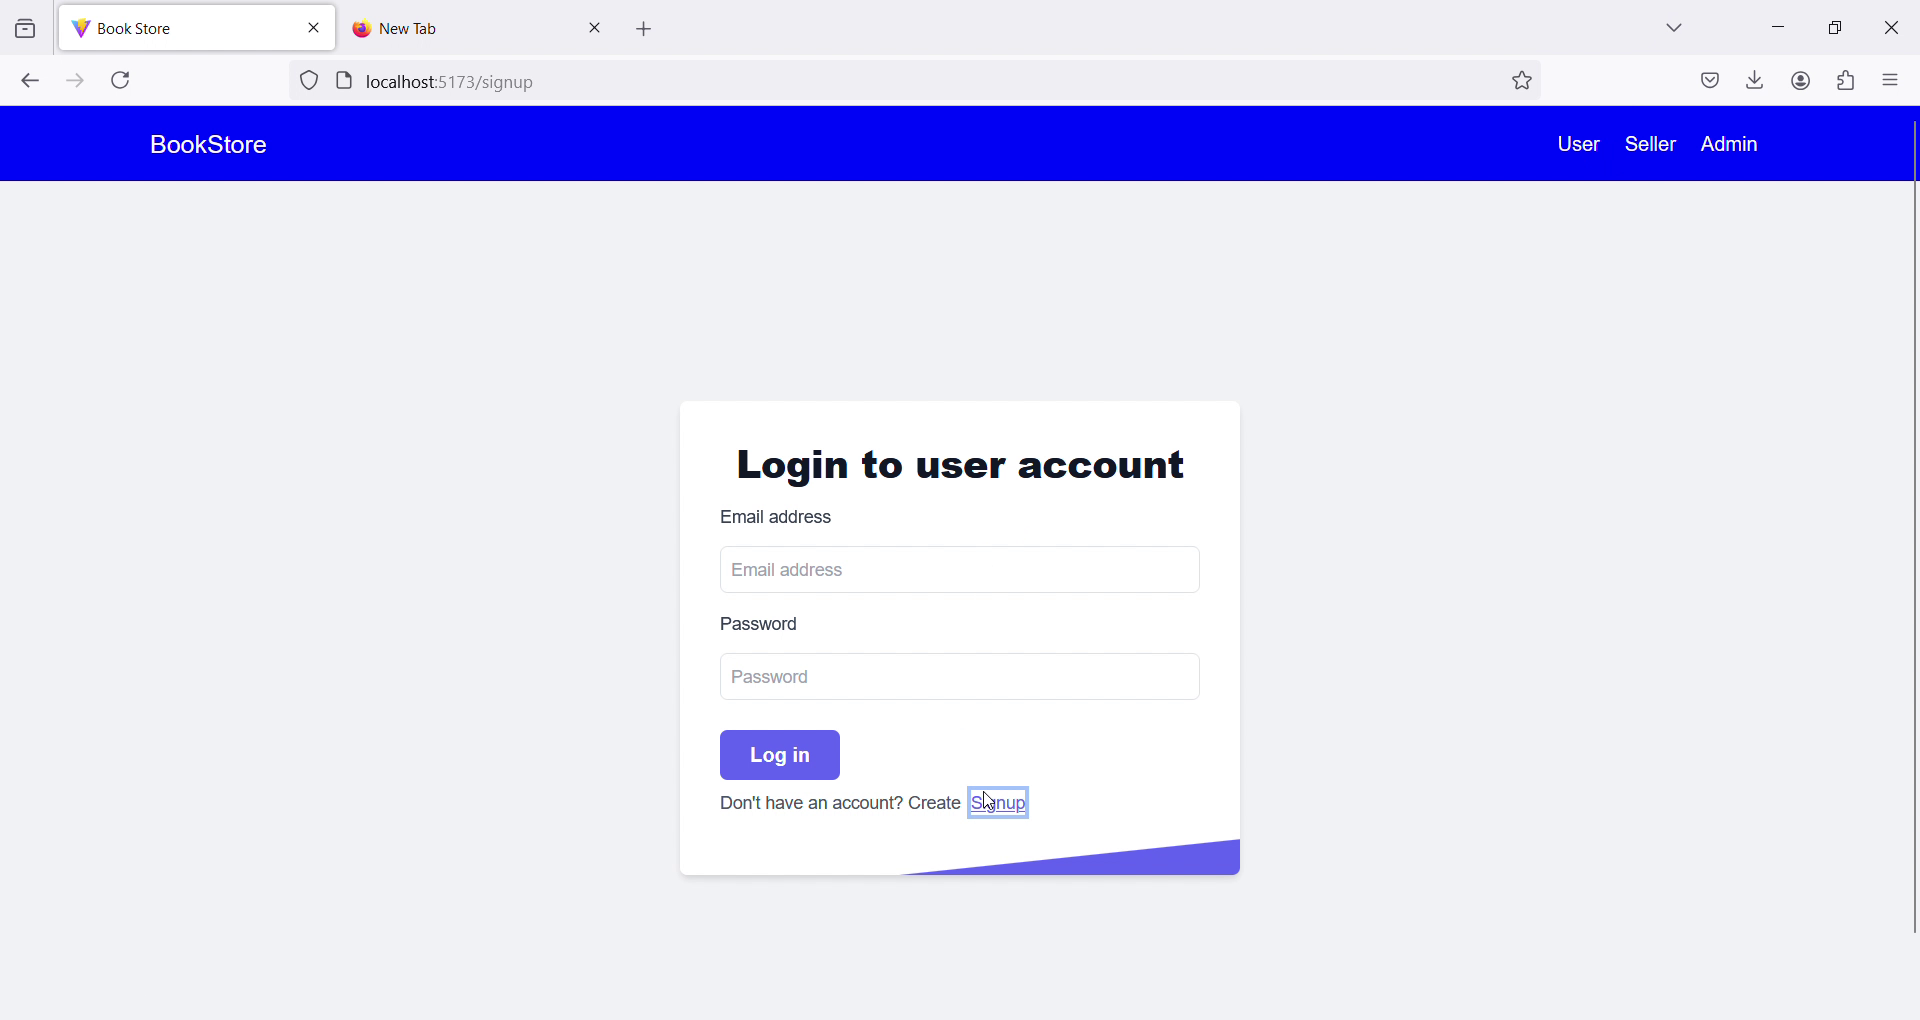 Book Store
New Tab
localhost:5173/signup
BookStore
User Seller Admin
Login to user account
Email address
Email address
Password
Password
Log in
Don't have an account? Create Signup